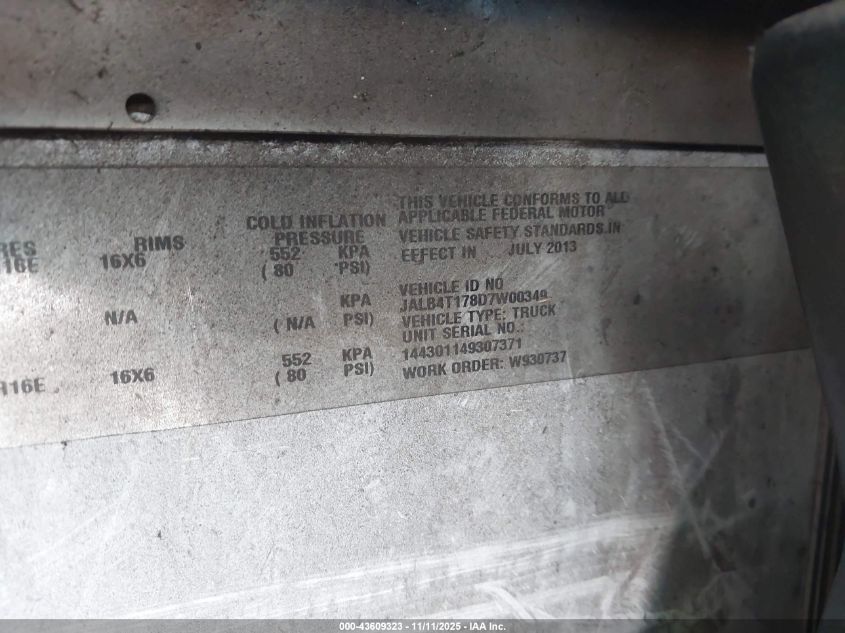 THIS VEHICLE CONFORMS TO ALL
COLD INFLATION APPLICABLE FEDERAL MOTOR
RES RIMS PRESSURE VEHICLE SAFETY STANDARDS IN
16E 16X6 552 KPA EFFECT IN JULY 2013
( 80 PSI)
VEHICLE ID NO
KPA
N/A ( N/A PSI) VEHICLE TYPE: TRUCK
UNIT SERIAL NO.:
552 KPA 144301149307371
R16E 16X6 ( 80 PSI) WORK ORDER: W930737
000-43609323 - 11/11/2025 - IAA Inc.